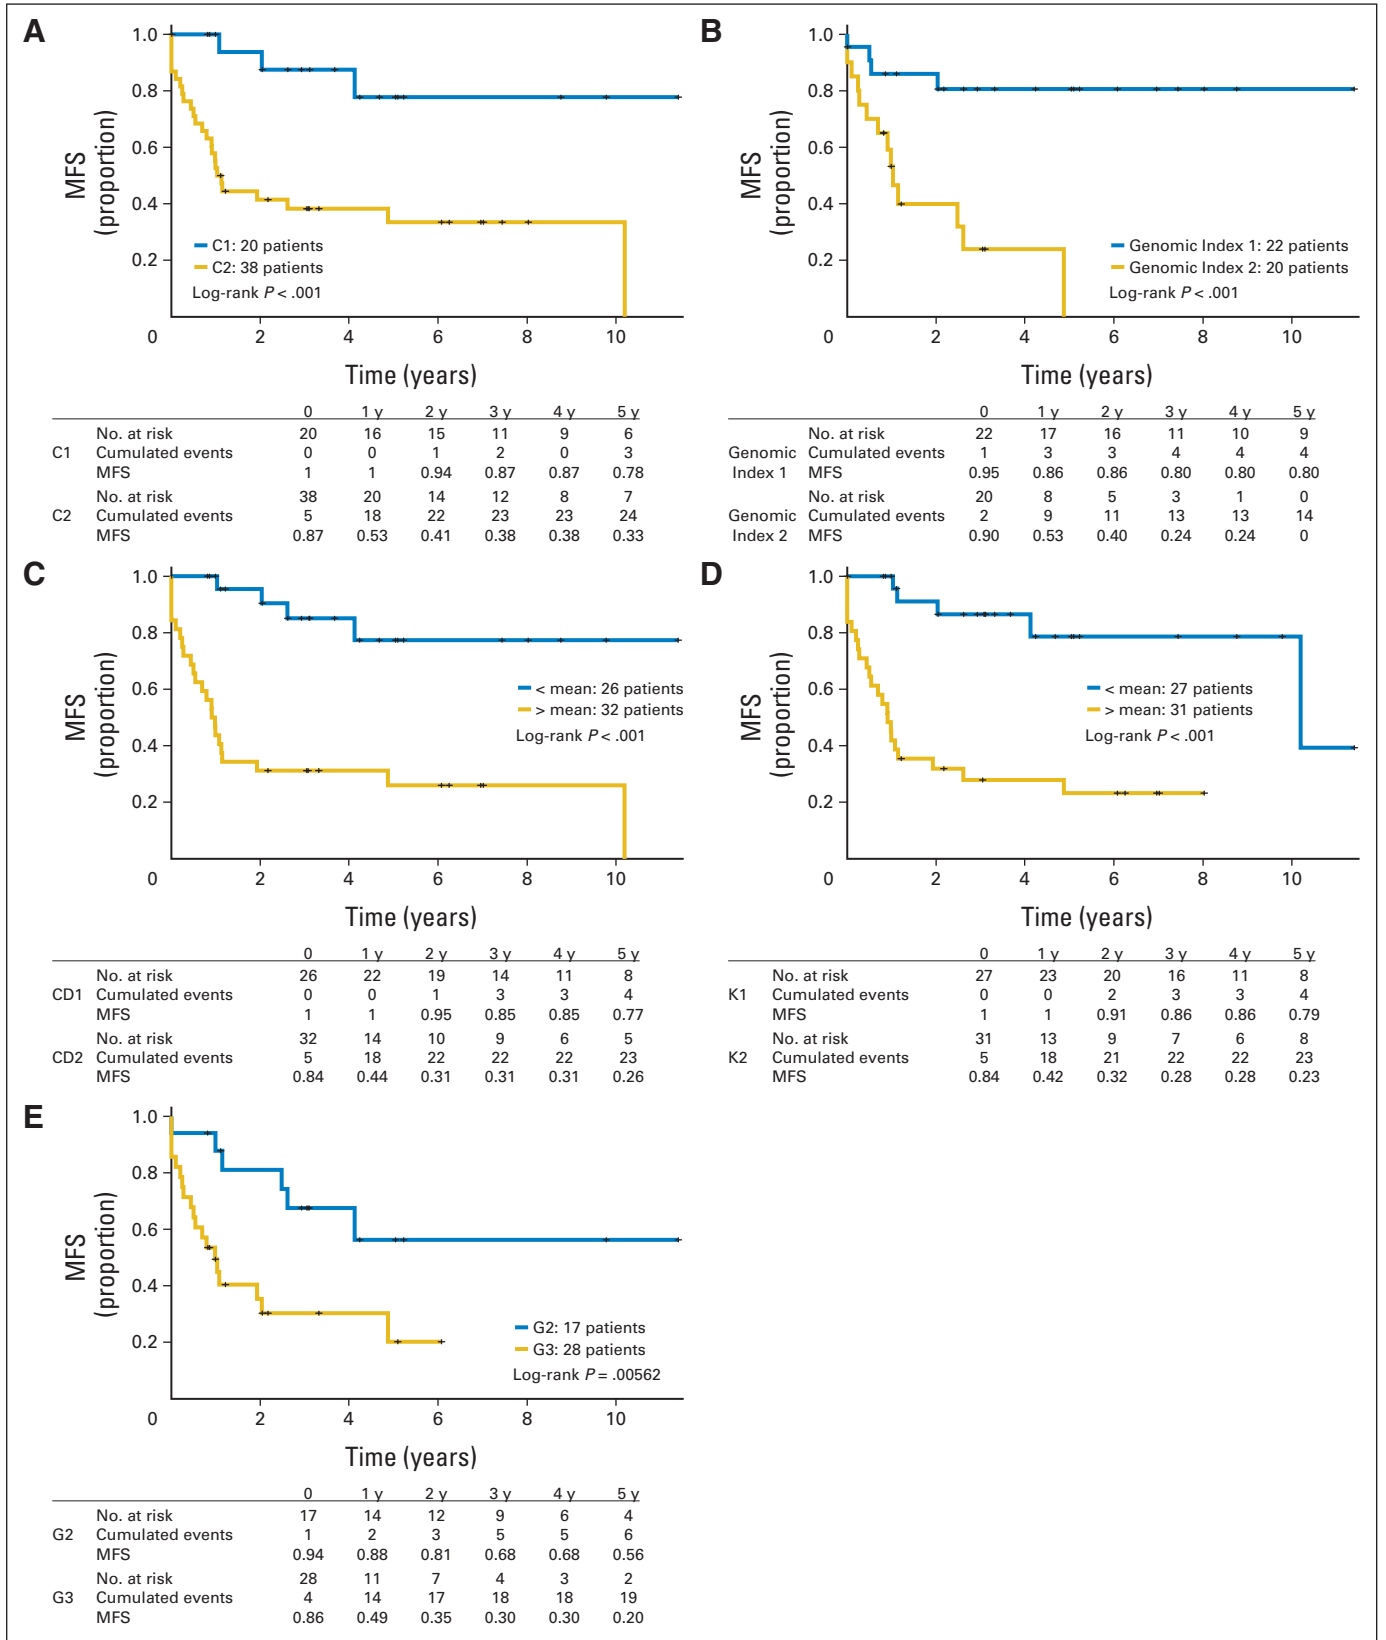 A
1.0
0.8
0.6
0.4
0.2
MFS
(proportion)
C1: 20 patients
C2: 38 patients
Log-rank P < .001
0 2 4 6 8 10
Time (years)
0 1 y 2 y 3 y 4 y 5 y
No. at risk 20 16 15 11 9 6
C1 Cumulated events 0 0 1 2 0 3
MFS 1 1 0.94 0.87 0.87 0.78
No. at risk 38 20 14 12 8 7
C2 Cumulated events 5 18 22 23 23 24
MFS 0.87 0.53 0.41 0.38 0.38 0.33
B
1.0
0.8
0.6
0.4
0.2
MFS
(proportion)
Genomic Index 1: 22 patients
Genomic Index 2: 20 patients
Log-rank P < .001
0 2 4 6 8 10
Time (years)
0 1 y 2 y 3 y 4 y 5 y
No. at risk 22 17 16 11 10 9
Genomic Cumulated events 1 3 3 4 4 4
Index 1 MFS 0.95 0.86 0.86 0.80 0.80 0.80
No. at risk 20 8 5 3 1 0
Genomic Cumulated events 2 9 11 13 13 14
Index 2 MFS 0.90 0.53 0.40 0.24 0.24 0
C
1.0
0.8
0.6
0.4
0.2
MFS
(proportion)
< mean: 26 patients
> mean: 32 patients
Log-rank P < .001
0 2 4 6 8 10
Time (years)
0 1 y 2 y 3 y 4 y 5 y
No. at risk 26 22 19 14 11 8
CD1 Cumulated events 0 0 1 3 3 4
MFS 1 1 0.95 0.85 0.85 0.77
No. at risk 32 14 10 9 6 5
CD2 Cumulated events 5 18 22 22 22 23
MFS 0.84 0.44 0.31 0.31 0.31 0.26
D
1.0
0.8
0.6
0.4
0.2
MFS
(proportion)
< mean: 27 patients
> mean: 31 patients
Log-rank P < .001
0 2 4 6 8 10
Time (years)
0 1 y 2 y 3 y 4 y 5 y
No. at risk 27 23 20 16 11 8
K1 Cumulated events 0 0 2 3 3 4
MFS 1 1 0.91 0.86 0.86 0.79
No. at risk 31 13 9 7 6 8
K2 Cumulated events 5 18 21 22 22 23
MFS 0.84 0.42 0.32 0.28 0.28 0.23
E
1.0
0.8
0.6
0.4
0.2
MFS
(proportion)
G2: 17 patients
G3: 28 patients
Log-rank P = .00562
0 2 4 6 8 10
Time (years)
0 1 y 2 y 3 y 4 y 5 y
No. at risk 17 14 12 9 6 4
G2 Cumulated events 1 2 3 5 5 6
MFS 0.94 0.88 0.81 0.68 0.68 0.56
No. at risk 28 11 7 4 3 2
G3 Cumulated events 4 14 17 18 18 19
MFS 0.86 0.49 0.35 0.30 0.30 0.20